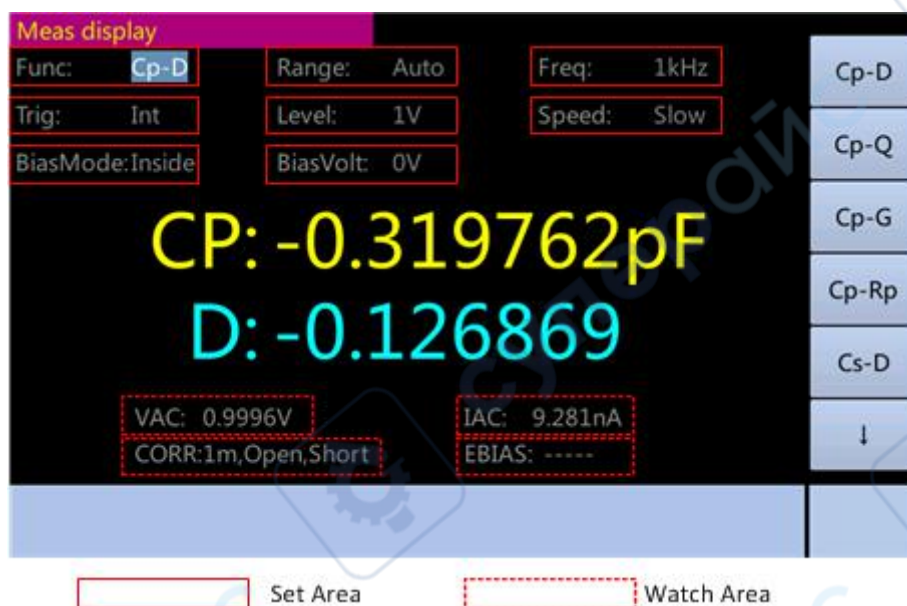 Meas display
Func: Cp-D Range: Auto Freq: 1kHz
Cp-D
Trig: Int Level: 1V Speed: Slow
BiasMode:Inside BiasVolt: 0V
Cp-Q
Cp-G
CP: -0.319762pF
Cp-Rp
D: -0.126869
Cs-D
VAC: 0.9996V IAC: 9.281nA
CORR:1m,Open,Short EBIAS: -----
↓
Set Area Watch Area
суперайс